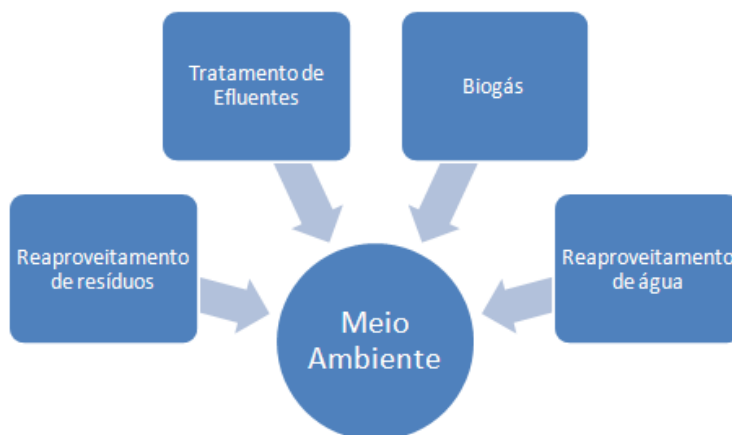 Tratamento de
Efluentes
Biogás
Reaproveitamento
de resíduos
Reaproveitamento
de água
Meio
Ambiente